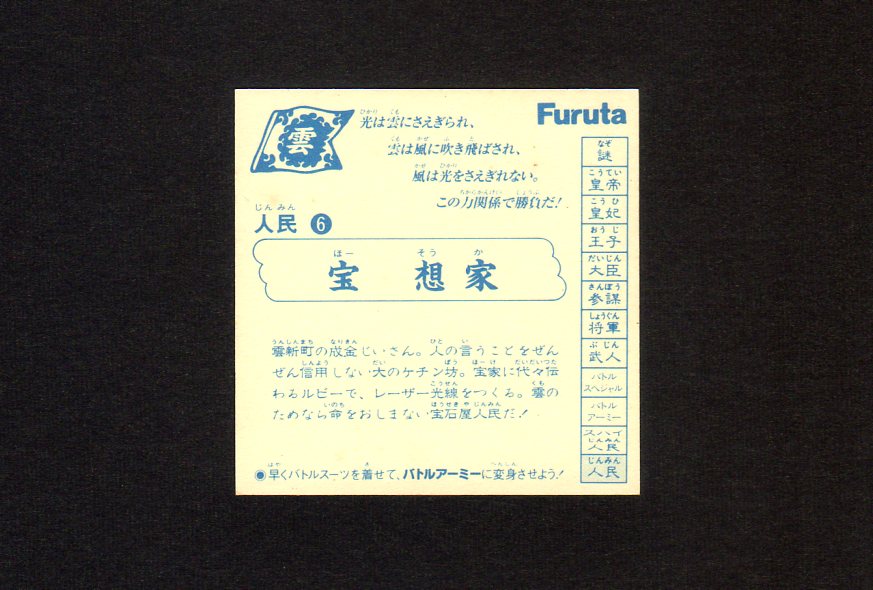 雲
光は雲にさえぎられ、
雲は風に吹き飛ばされ、
風は光をさえぎれない。
この力関係で勝負だ!
Furuta
人民 6
宝 想 家
雲新町の成金じいさん。人の言うことをぜん
ぜん信用しない大のケチン坊。宝家に代々伝
わるルビーで、レーザー光線をつくる。雲の
ためなら命をおしまない宝石屋人民だ!
●早くバトルスーツを着せて、バトルアーミーに変身させよう!
謎
皇帝
皇妃
王子
大臣
参謀
将軍
武人
バトル
スペシャル
バトル
アーミー
スパイ
人民
人民